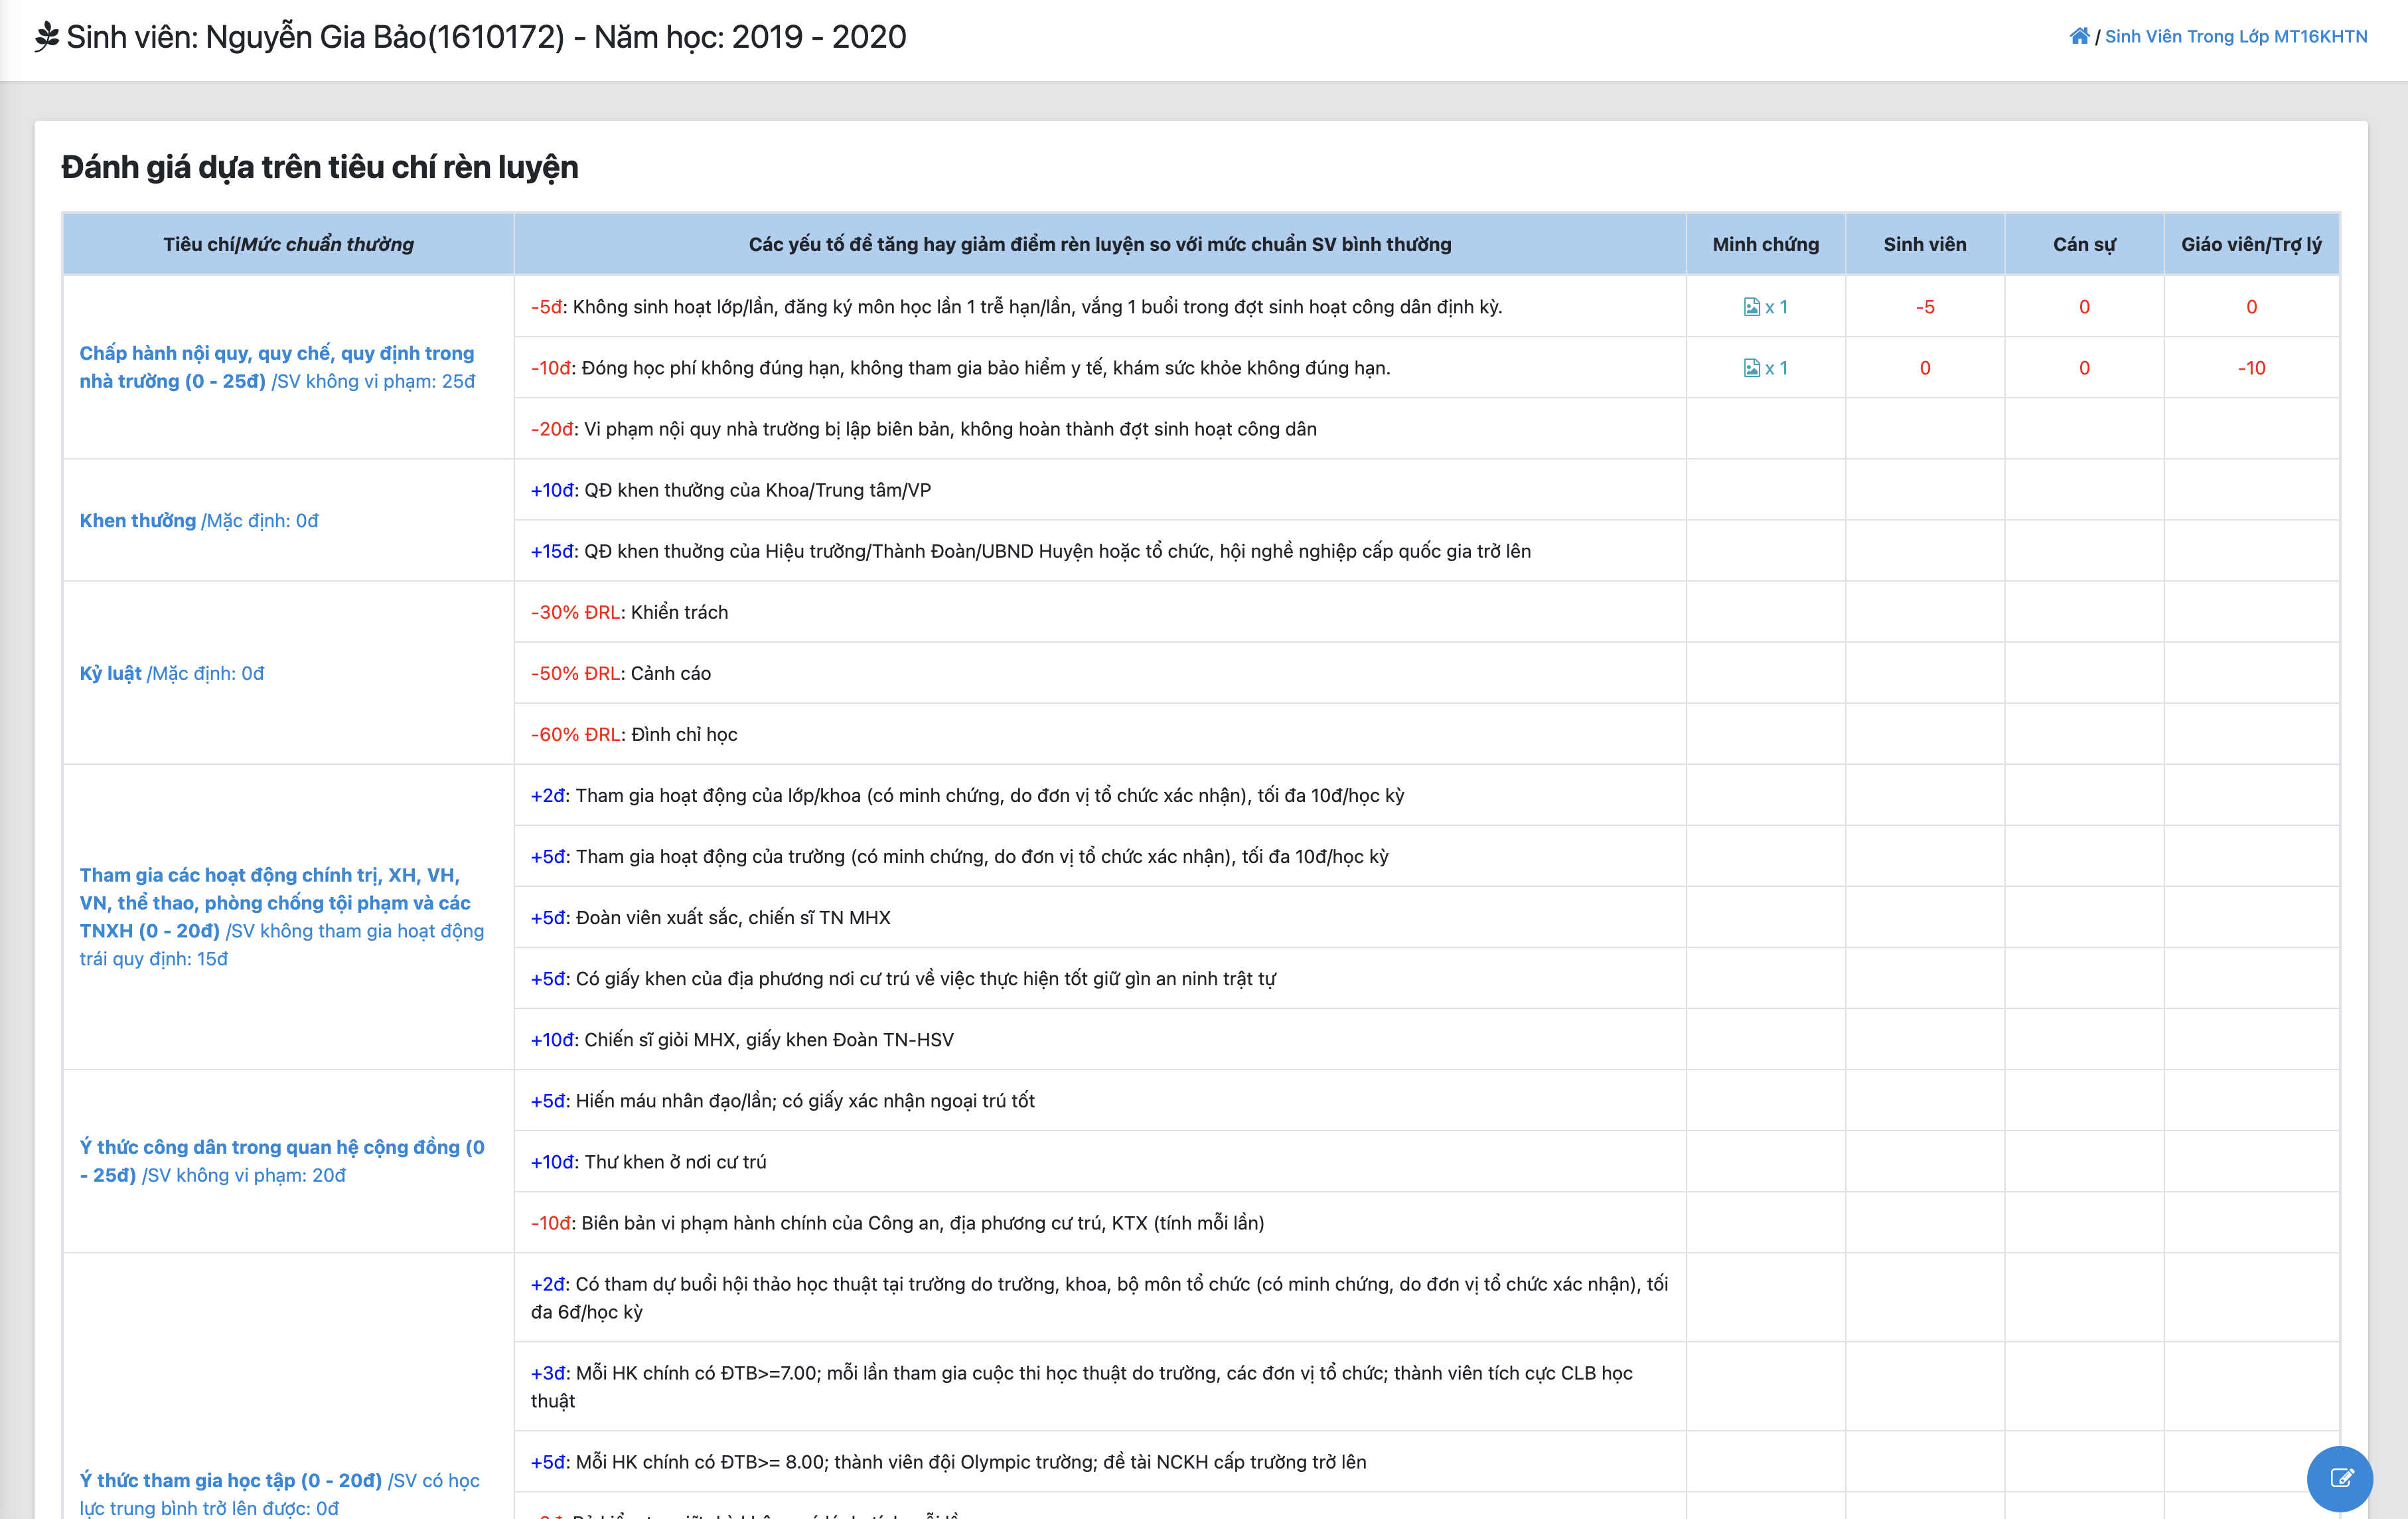 Sinh viên: Nguyễn Gia Bảo(1610172) - Năm học: 2019 - 2020
/ Sinh Viên Trong Lớp MT16KHTN
Đánh giá dựa trên tiêu chí rèn luyện
Tiêu chí/Mức chuẩn thường
Các yếu tố để tăng hay giảm điểm rèn luyện so với mức chuẩn SV bình thường
Minh chứng
Sinh viên
Cán sự
Giáo viên/Trợ lý
Chấp hành nội quy, quy chế, quy định trong
nhà trường (0 - 25đ) /SV không vi phạm: 25đ
-5đ: Không sinh hoạt lớp/lần, đăng ký môn học lần 1 trễ hạn/lần, vắng 1 buổi trong đợt sinh hoạt công dân định kỳ.
x 1
-5
0
0
-10đ: Đóng học phí không đúng hạn, không tham gia bảo hiểm y tế, khám sức khỏe không đúng hạn.
x 1
0
0
-10
-20đ: Vi phạm nội quy nhà trường bị lập biên bản, không hoàn thành đợt sinh hoạt công dân
Khen thưởng /Mặc định: 0đ
+10đ: QĐ khen thưởng của Khoa/Trung tâm/VP
+15đ: QĐ khen thuởng của Hiệu trưởng/Thành Đoàn/UBND Huyện hoặc tổ chức, hội nghề nghiệp cấp quốc gia trở lên
Kỷ luật /Mặc định: 0đ
-30% ĐRL: Khiển trách
-50% ĐRL: Cảnh cáo
-60% ĐRL: Đình chỉ học
Tham gia các hoạt động chính trị, XH, VH,
VN, thể thao, phòng chống tội phạm và các
TNXH (0 - 20đ) /SV không tham gia hoạt động
trái quy định: 15đ
+2đ: Tham gia hoạt động của lớp/khoa (có minh chứng, do đơn vị tổ chức xác nhận), tối đa 10đ/học kỳ
+5đ: Tham gia hoạt động của trường (có minh chứng, do đơn vị tổ chức xác nhận), tối đa 10đ/học kỳ
+5đ: Đoàn viên xuất sắc, chiến sĩ TN MHX
+5đ: Có giấy khen của địa phương nơi cư trú về việc thực hiện tốt giữ gìn an ninh trật tự
+10đ: Chiến sĩ giỏi MHX, giấy khen Đoàn TN-HSV
Ý thức công dân trong quan hệ cộng đồng (0
- 25đ) /SV không vi phạm: 20đ
+5đ: Hiến máu nhân đạo/lần; có giấy xác nhận ngoại trú tốt
+10đ: Thư khen ở nơi cư trú
-10đ: Biên bản vi phạm hành chính của Công an, địa phương cư trú, KTX (tính mỗi lần)
Ý thức tham gia học tập (0 - 20đ) /SV có học
lực trung bình trở lên được: 0đ
+2đ: Có tham dự buổi hội thảo học thuật tại trường do trường, khoa, bộ môn tổ chức (có minh chứng, do đơn vị tổ chức xác nhận), tối
đa 6đ/học kỳ
+3đ: Mỗi HK chính có ĐTB>=7.00; mỗi lần tham gia cuộc thi học thuật do trường, các đơn vị tổ chức; thành viên tích cực CLB học
thuật
+5đ: Mỗi HK chính có ĐTB>= 8.00; thành viên đội Olympic trường; đề tài NCKH cấp trường trở lên